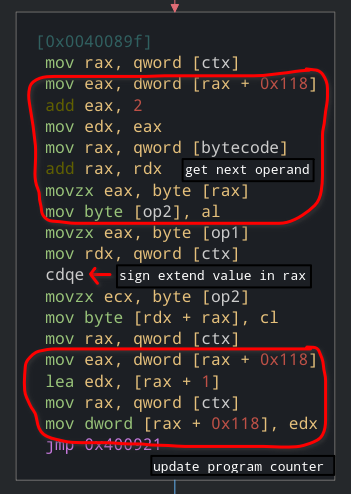 [0x0040089f]
mov rax, qword [ctx]
mov eax, dword [rax + 0x118]
add eax, 2
mov edx, eax
mov rax, qword [bytecode]
add rax, rdx get next operand
movzx eax, byte [rax]
mov byte [op2], al
movzx eax, byte [op1]
mov rdx, qword [ctx]
cdqe sign extend value in rax
movzx ecx, byte [op2]
mov byte [rdx + rax], cl
mov rax, qword [ctx]
mov eax, dword [rax + 0x118]
lea edx, [rax + 1]
mov rax, qword [ctx]
mov dword [rax + 0x118], edx
jmp 0x400921
update program counter